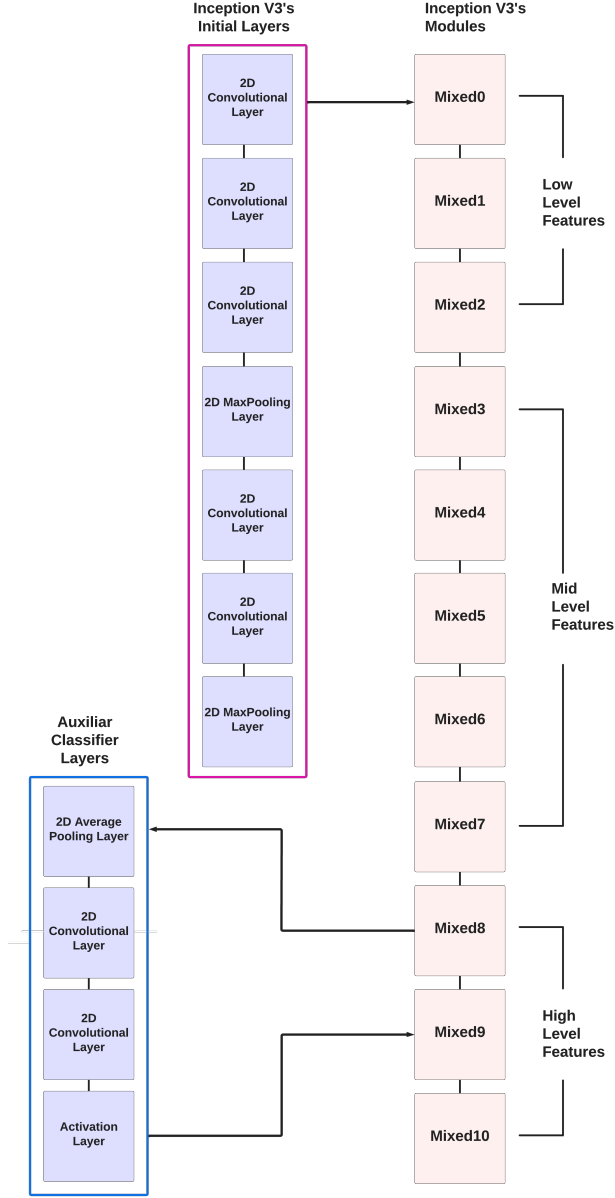 Inception V3's
Initial Layers
2D
Convolutional
Layer
2D
Convolutional
Layer
2D
Convolutional
Layer
2D MaxPooling
Layer
2D
Convolutional
Layer
2D
Convolutional
Layer
2D MaxPooling
Layer
Inception V3's
Modules
Mixed0
Mixed1
Mixed2
Mixed3
Mixed4
Mixed5
Mixed6
Mixed7
Mixed8
Mixed9
Mixed10
Low
Level
Features
Mid
Level
Features
High
Level
Features
Auxiliar
Classifier
Layers
2D Average
Pooling Layer
2D
Convolutional
Layer
2D
Convolutional
Layer
Activation
Layer